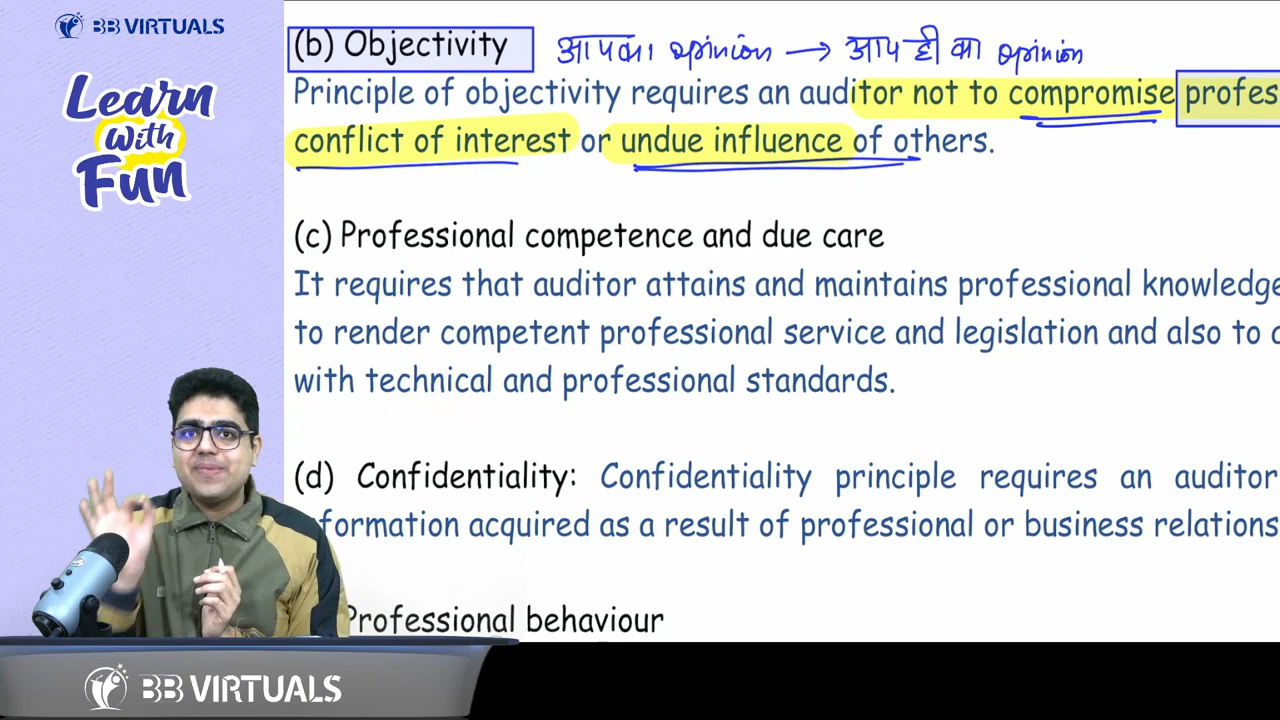 BB VIRTUALS
Learn
With
Fun
(b) Objectivity आपका opinion → आप ही का opinion
Principle of objectivity requires an auditor not to compromise profes
conflict of interest or undue influence of others.
(c) Professional competence and due care
It requires that auditor attains and maintains professional knowledge
to render competent professional service and legislation and also to
with technical and professional standards.
(d) Confidentiality: Confidentiality principle requires an auditor
formation acquired as a result of professional or business relations
Professional behaviour
BB VIRTUALS